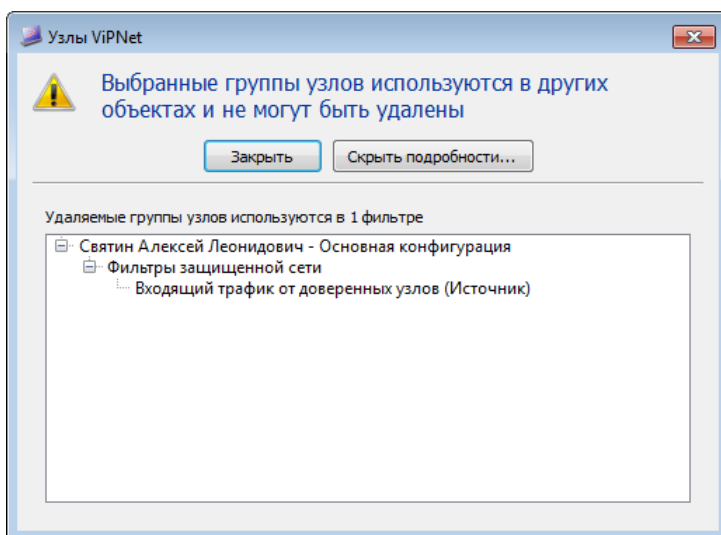 Узлы ViPNet
Выбранные группы узлов используются в других
объектах и не могут быть удалены
Закрыть
Скрыть подробности...
Удаляемые группы узлов используются в 1 фильтре
Святин Алексей Леонидович - Основная конфигурация
Фильтры защищенной сети
Входящий трафик от доверенных узлов (Источник)